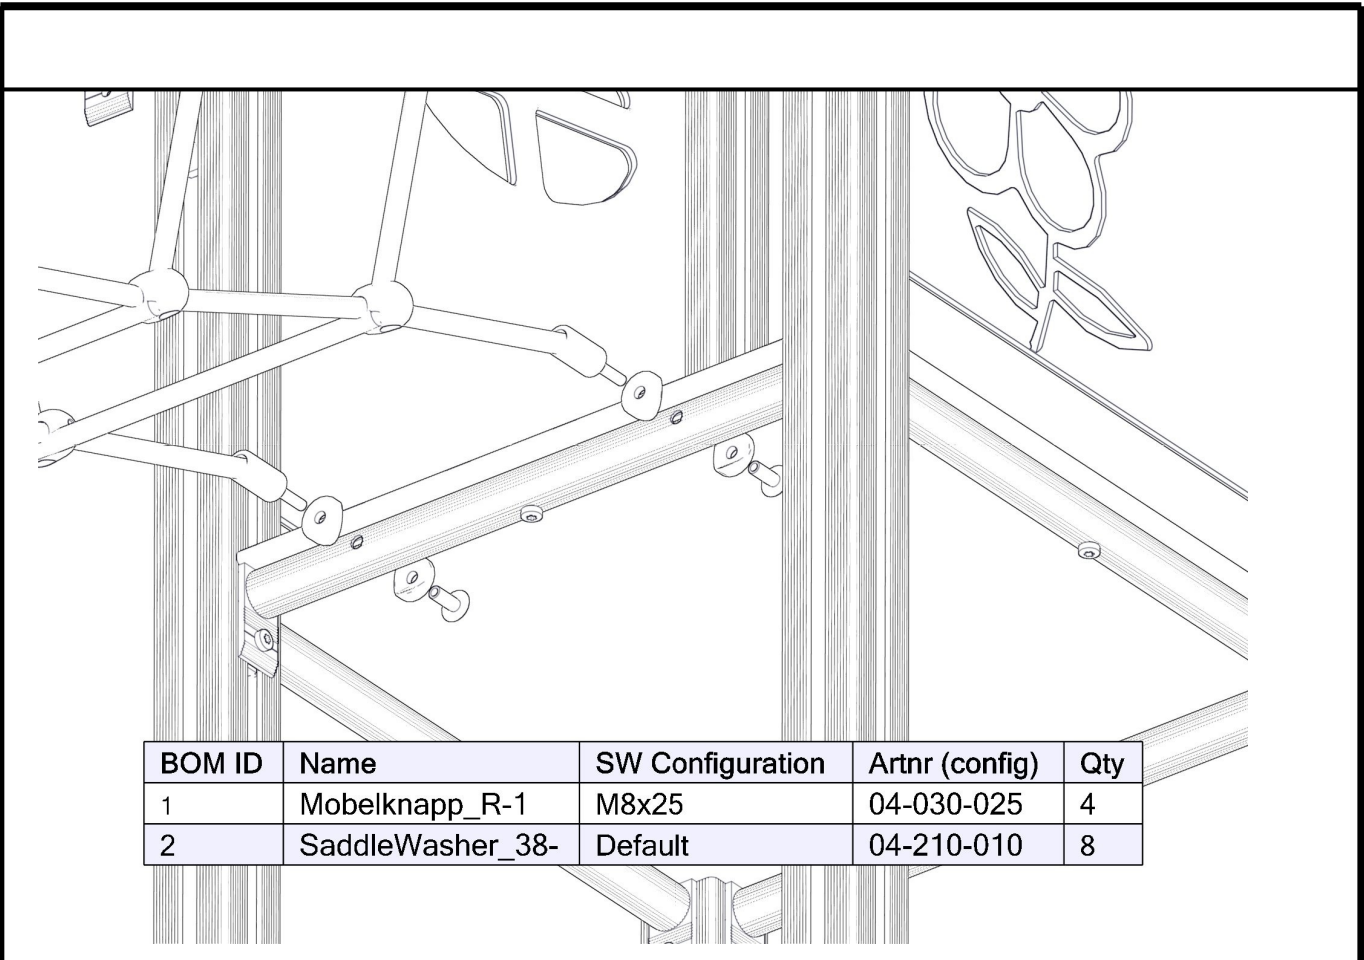 BOM ID Name SW Configuration Artnr (config) Qty
1 Mobelknapp_R-1 M8x25 04-030-025 4
2 SaddleWasher_38- Default 04-210-010 8